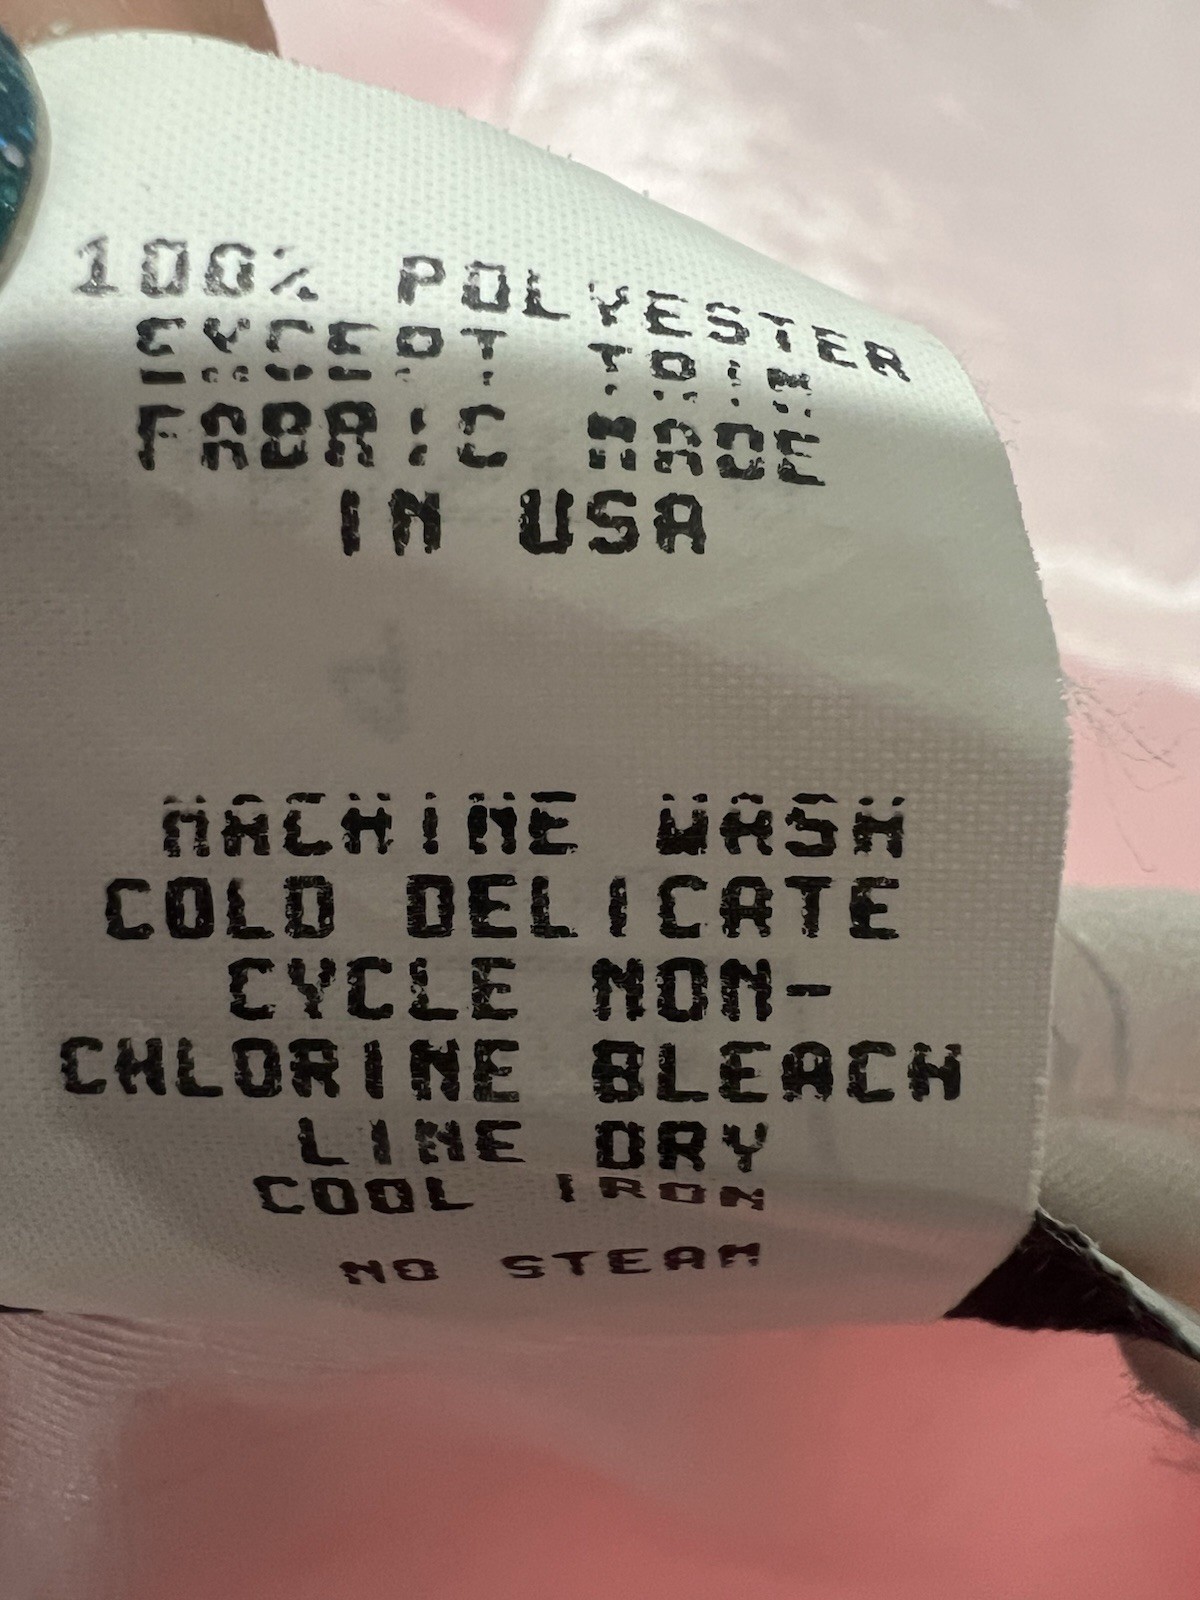 100% POLYESTER
EXCEPT TRIM
FABRIC MADE
IN USA
MACHINE WASH
COLD DELICATE
CYCLE NON-
CHLORINE BLEACH
LINE DRY
COOL IRON
NO STEAM